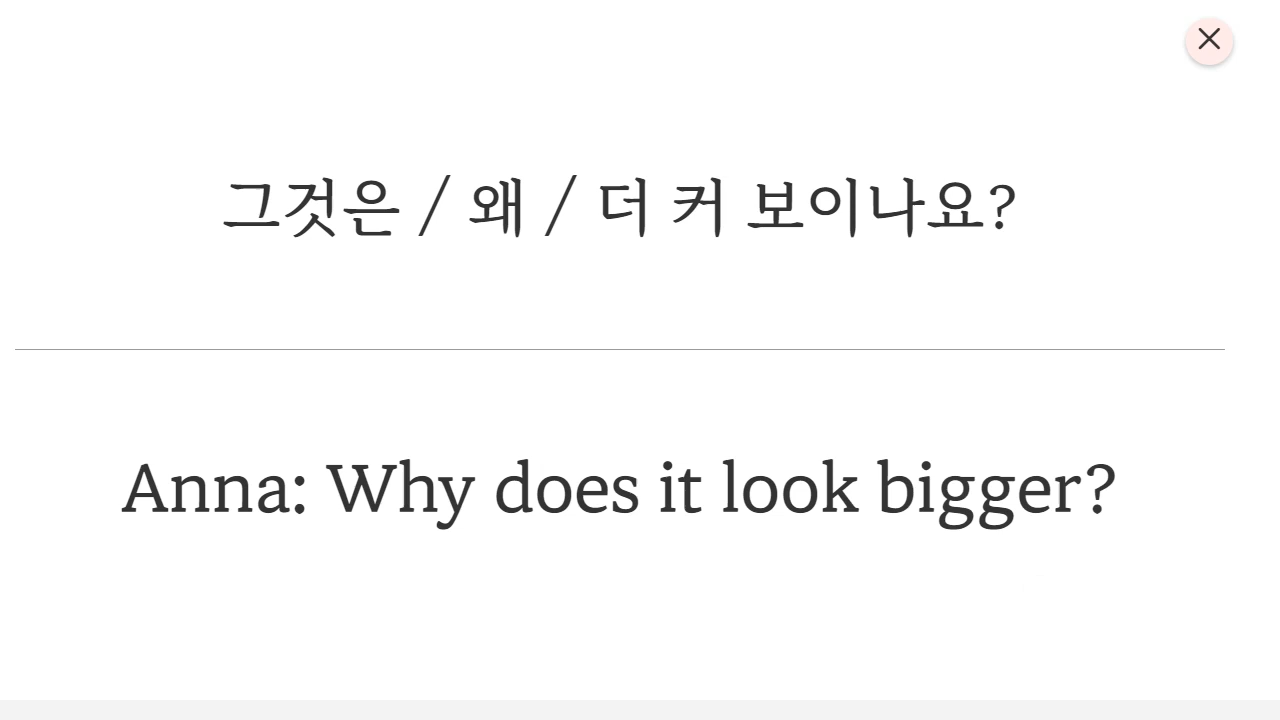 그것은 / 왜 / 더 커 보이나요?
Anna: Why does it look bigger?